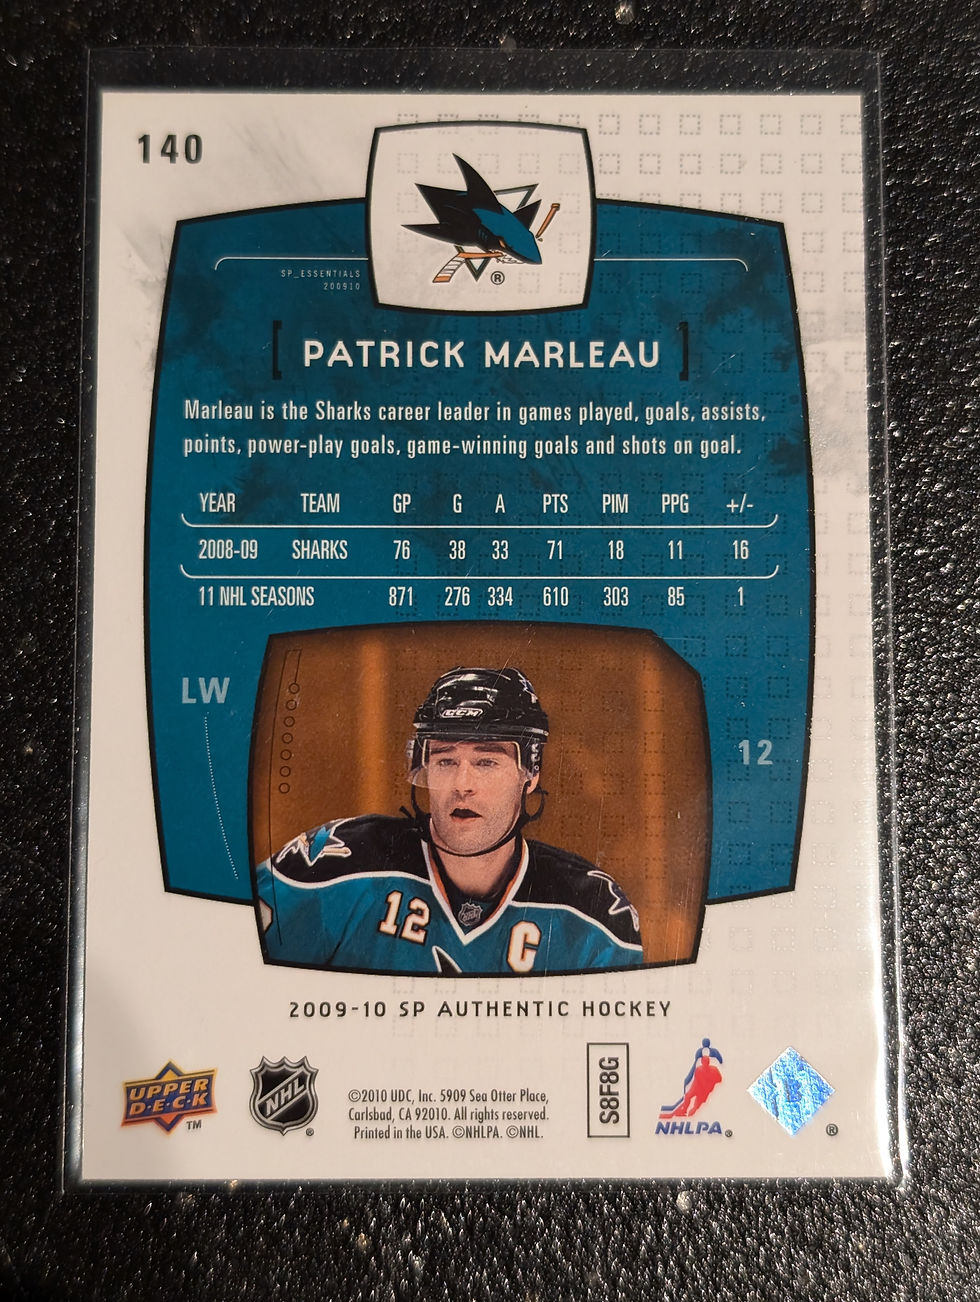 140
®
SP_ESSENTIALS
200910
[ PATRICK MARLEAU ]
Marleau is the Sharks career leader in games played, goals, assists,
points, power-play goals, game-winning goals and shots on goal.
YEAR TEAM GP G A PTS PIM PPG +/-
2008-09 SHARKS 76 38 33 71 18 11 16
11 NHL SEASONS 871 276 334 610 303 85 1
LW
12
CCM
12
C
2009-10 SP AUTHENTIC HOCKEY
UPPER
D·E·C·K
TM
NHL
®
©2010 UDC, Inc. 5909 Sea Otter Place,
Carlsbad, CA 92010. All rights reserved.
Printed in the USA. ©NHLPA. ©NHL.
S8F8G
NHLPA®
®